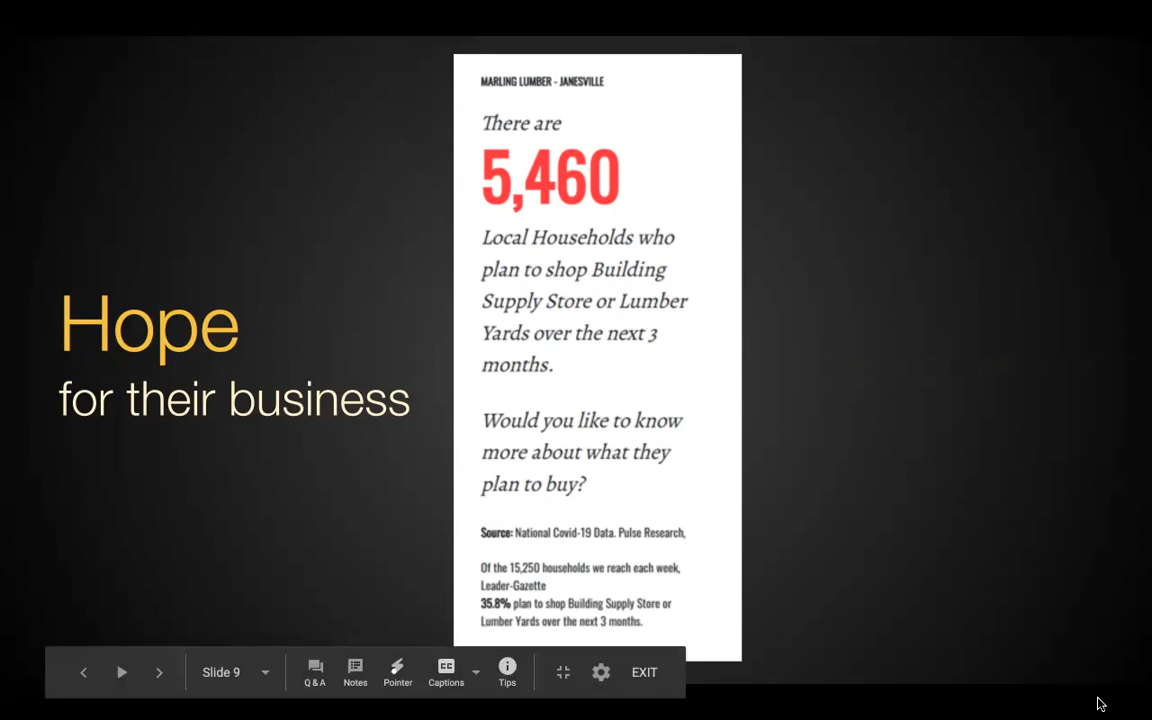 MARLING LUMBER - JANESVILLE
There are
5,460
Local Households who
plan to shop Building
Supply Store or Lumber
Yards over the next 3
months.
Would you like to know
more about what they
plan to buy?
Source: National Covid-19 Data. Pulse Research,
Of the 15,250 households we reach each week,
Leader-Gazette
35.8% plan to shop Building Supply Store or
Lumber Yards over the next 3 months.
Hope
for their business
Slide 9
Q & A
Notes
Pointer
CC
Captions
Tips
EXIT